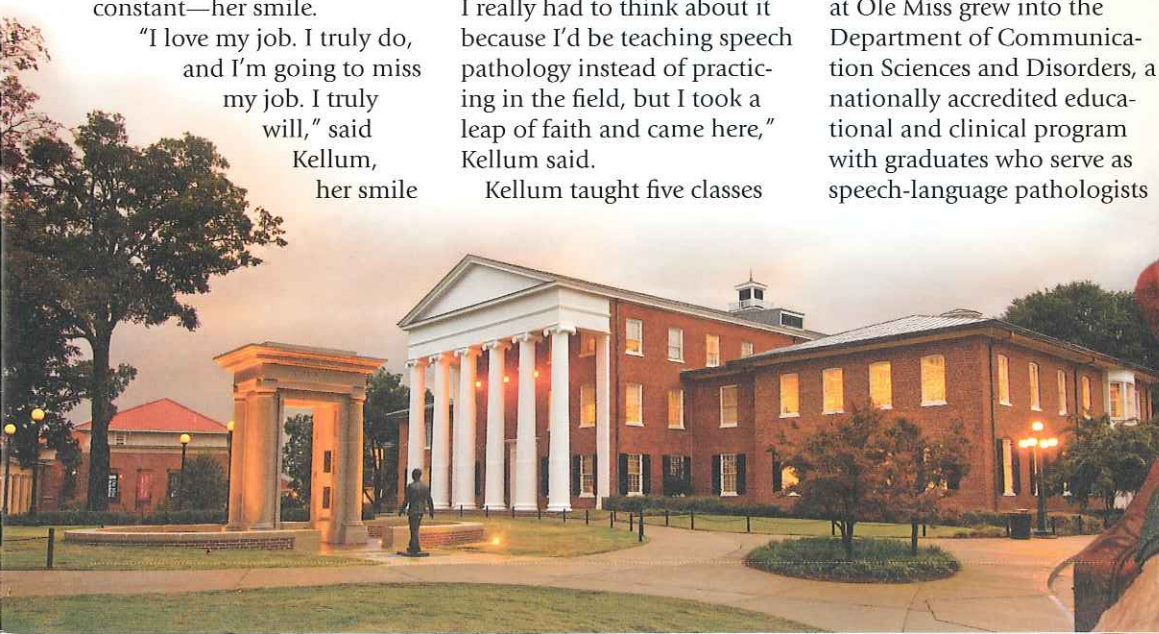 constant—her smile.
"I love my job. I truly do,
and I'm going to miss
my job. I truly
will," said
Kellum,
her smile
I really had to think about it
because I'd be teaching speech
pathology instead of practic-
ing in the field, but I took a
leap of faith and came here,"
Kellum said.
Kellum taught five classes
at Ole Miss grew into the
Department of Communica-
tion Sciences and Disorders, a
nationally accredited educa-
tional and clinical program
with graduates who serve as
speech-language pathologists